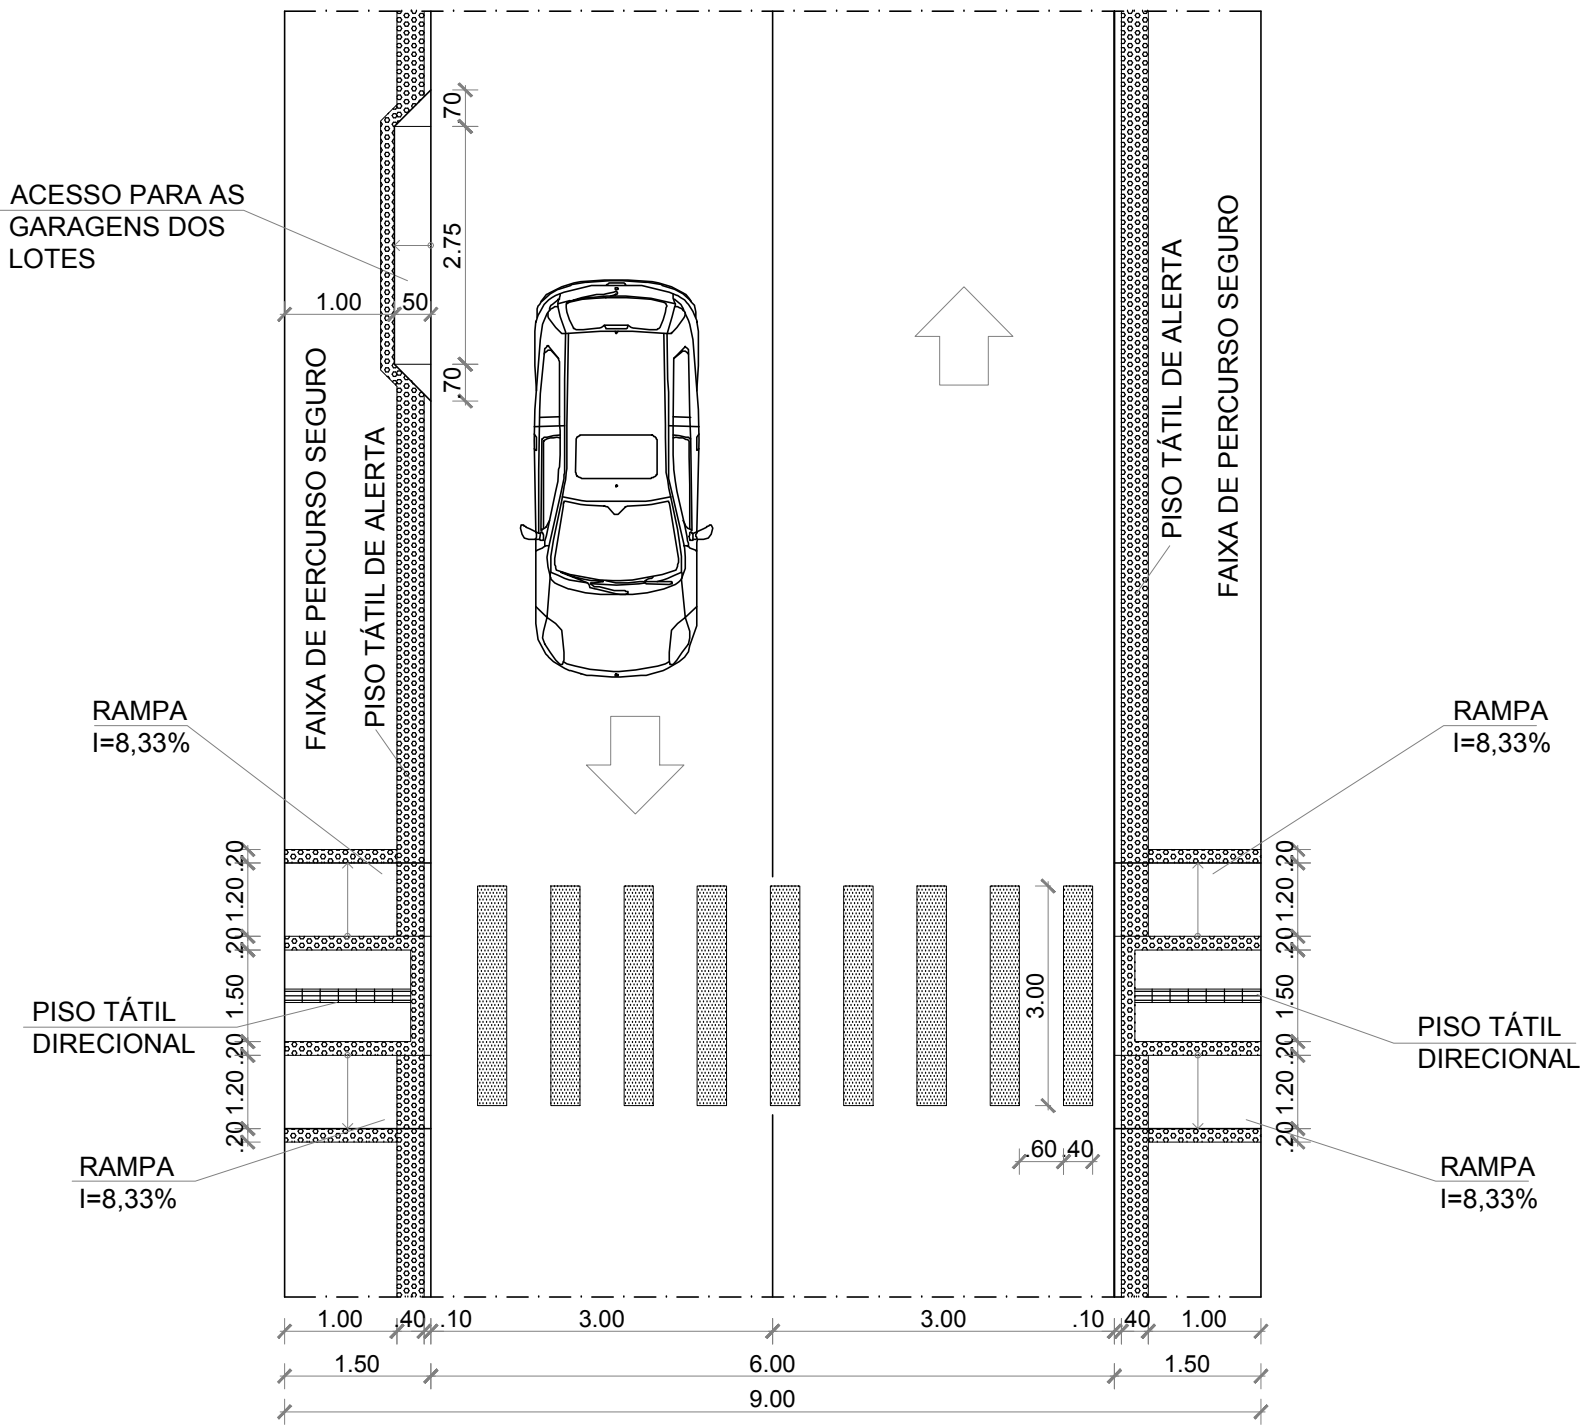 .70
ACESSO PARA AS
GARAGENS DOS
LOTES
2.75
1.00
.50
.70
FAIXA DE PERCURSO SEGURO
PISO TÁTIL DE ALERTA
PISO TÁTIL DE ALERTA
FAIXA DE PERCURSO SEGURO
RAMPA
I=8,33%
RAMPA
I=8,33%
.20
1.20
.20
1.50
.20
1.20
.20
PISO TÁTIL
DIRECIONAL
3.00
.60
.40
.20
1.20
.20
1.50
.20
1.20
.20
PISO TÁTIL
DIRECIONAL
RAMPA
I=8,33%
RAMPA
I=8,33%
1.00 .40 .10 3.00 3.00 .10 .40 1.00
1.50 6.00 1.50
9.00